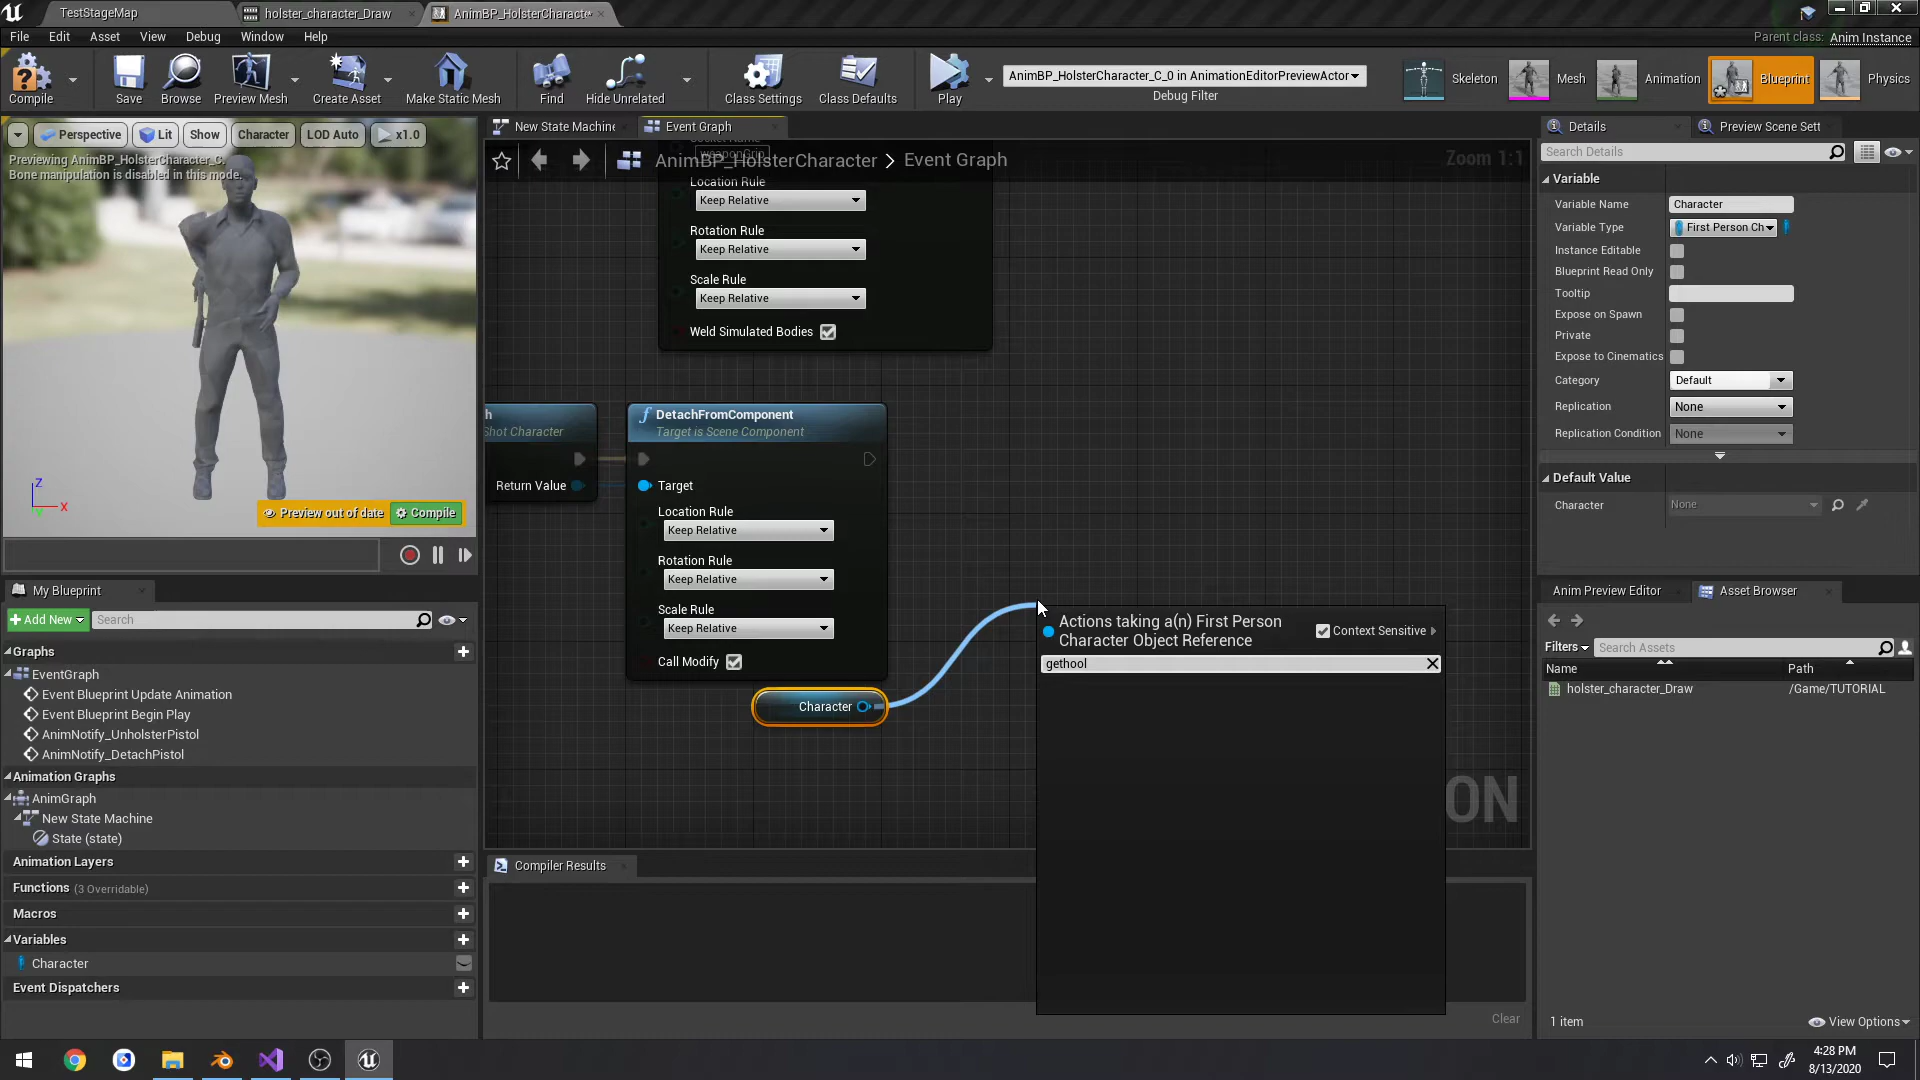 TestStageMap
holster_character_Draw
AnimBP_HolsterCharacte*
File Edit Asset View Debug Window Help
Parent class: Anim Instance
Compile
Save
Browse
Preview Mesh
Create Asset
Make Static Mesh
Find
Hide Unrelated
Class Settings
Class Defaults
Play
AnimBP_HolsterCharacter_C_0 in AnimationEditorPreviewActor
Debug Filter
Skeleton
Mesh
Animation
Blueprint
Physics
Perspective
Lit
Show
Character
LOD Auto
x1.0
Previewing AnimBP_HolsterCharacter_C.
Bone manipulation is disabled in this mode.
Z
X
Y
Preview out of date
Compile
New State Machine
Event Graph
AnimBP_HolsterCharacter > Event Graph
Zoom 1:1
Socket Name
weaponGrip
Location Rule
Keep Relative
Rotation Rule
Keep Relative
Scale Rule
Keep Relative
Weld Simulated Bodies
h
Shot Character
Return Value
DetachFromComponent
Target is Scene Component
Target
Location Rule
Keep Relative
Rotation Rule
Keep Relative
Scale Rule
Keep Relative
Call Modify
Character
Actions taking a(n) First Person
Character Object Reference
Context Sensitive
gethool
ON
Compiler Results
Clear
My Blueprint
Add New
Search
Graphs
EventGraph
Event Blueprint Update Animation
Event Blueprint Begin Play
AnimNotify_UnholsterPistol
AnimNotify_DetachPistol
Animation Graphs
AnimGraph
New State Machine
State (state)
Animation Layers
Functions (3 Overridable)
Macros
Variables
Character
Event Dispatchers
Details
Preview Scene Sett
Search Details
Variable
Variable Name Character
Variable Type First Person Ch
Instance Editable
Blueprint Read Only
Tooltip
Expose on Spawn
Private
Expose to Cinematics
Category Default
Replication None
Replication Condition None
Default Value
Character None
Anim Preview Editor
Asset Browser
Filters
Search Assets
Name Path
holster_character_Draw /Game/TUTORIAL
1 item
View Options
4:28 PM
8/13/2020